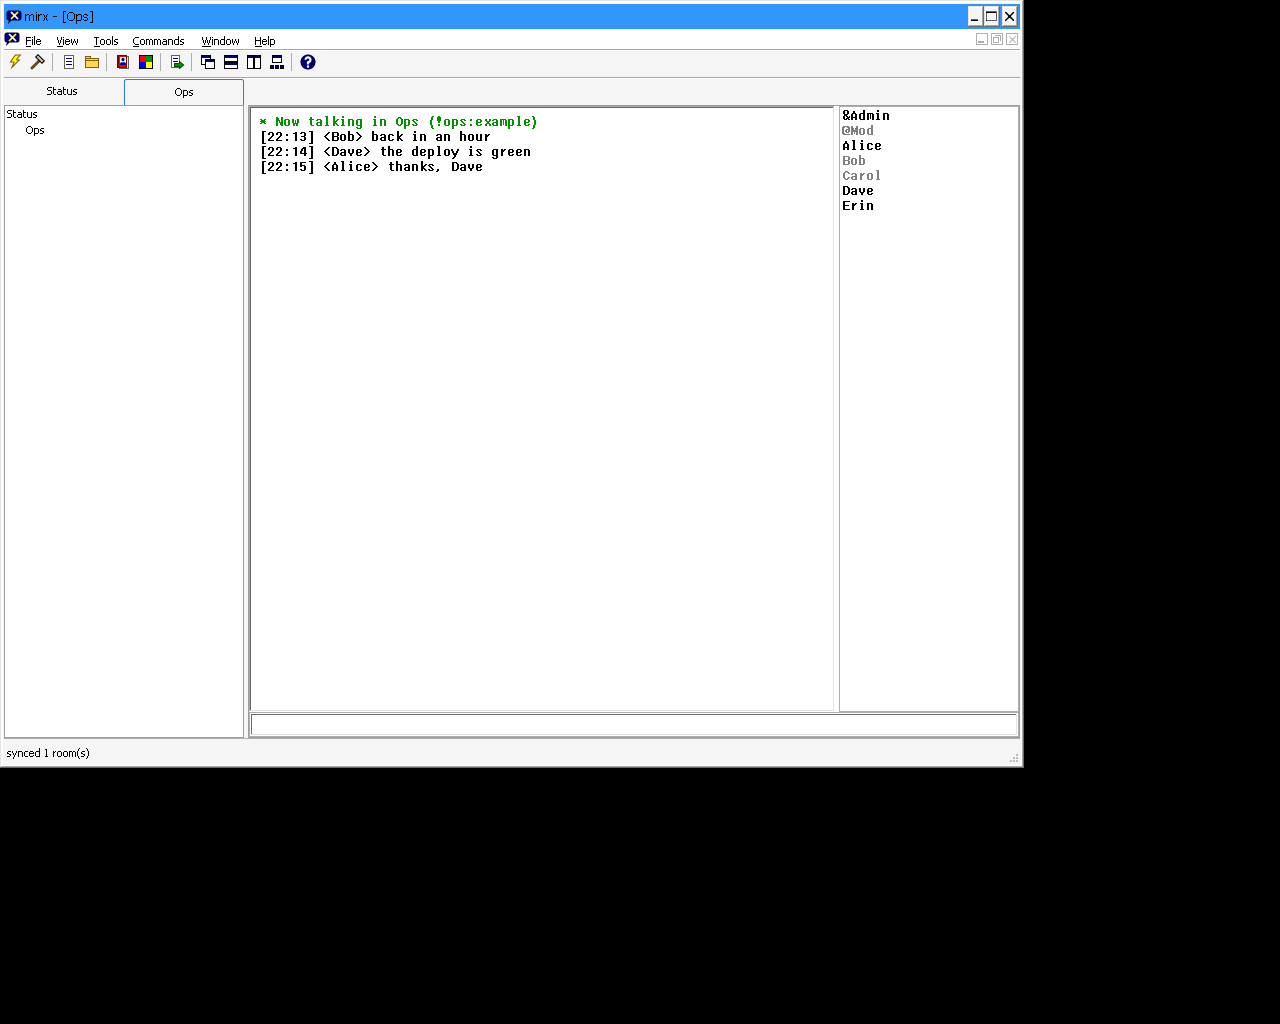 mirx - [Ops]
File View Tools Commands Window Help
Status Ops
Status
Ops
* Now talking in Ops (!ops:example)
[22:13] <Bob> back in an hour
[22:14] <Dave> the deploy is green
[22:15] <Alice> thanks, Dave
&Admin
@Mod
Alice
Bob
Carol
Dave
Erin
synced 1 room(s)